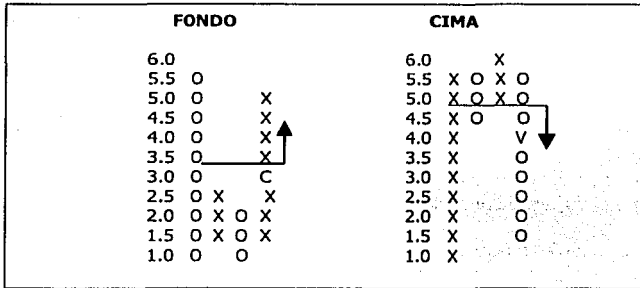 FONDO CIMA
6.0 6.0 X
5.5 O 5.5 X O X O
5.0 O X 5.0 X O X O
4.5 O X 4.5 X O O
4.0 O X 4.0 X V
3.5 O X 3.5 X O
3.0 O C 3.0 X O
2.5 O X X 2.5 X O
2.0 O X O X 2.0 X O
1.5 O X O X 1.5 X O
1.0 O O 1.0 X